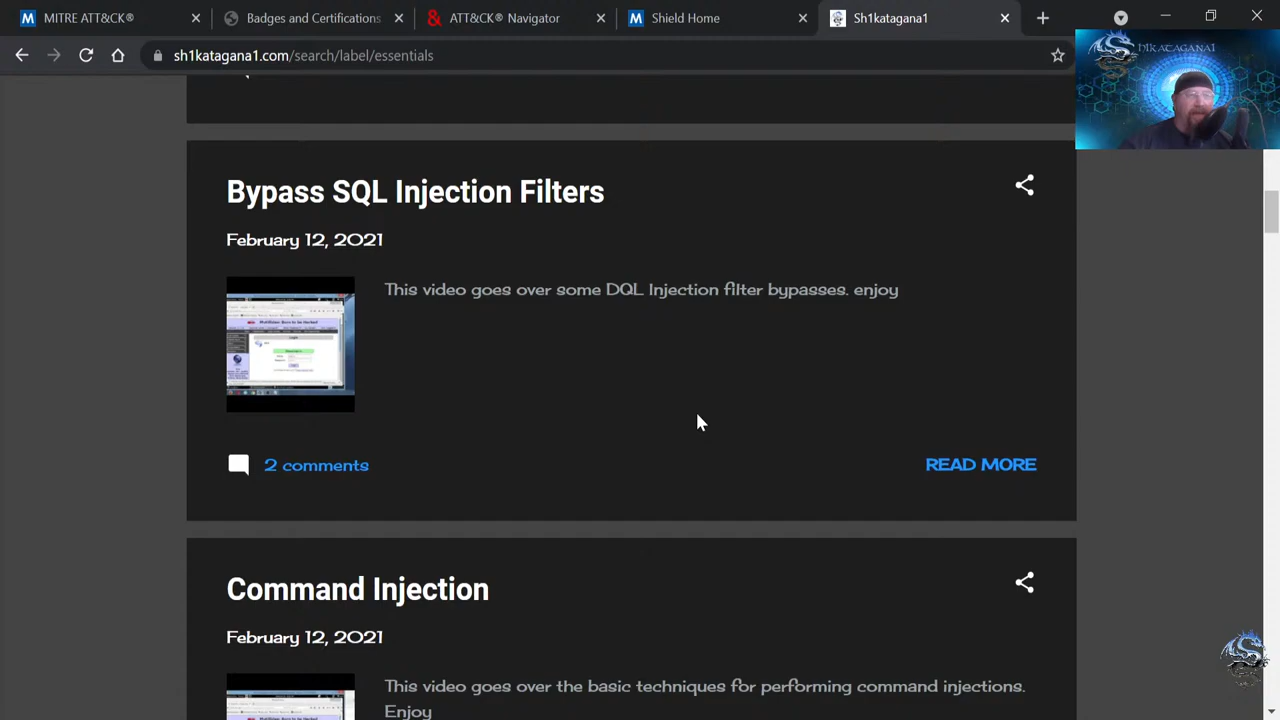 MITRE ATT&CK®
Badges and Certifications
ATT&CK® Navigator
Shield Home
Sh1katagana1
sh1katagana1.com/search/label/essentials
SH1KATAGANA1
Bypass SQL Injection Filters
February 12, 2021
This video goes over some DQL Injection filter bypasses. enjoy
2 comments
READ MORE
Command Injection
February 12, 2021
This video goes over the basic technique for performing command injections.
Enjoy